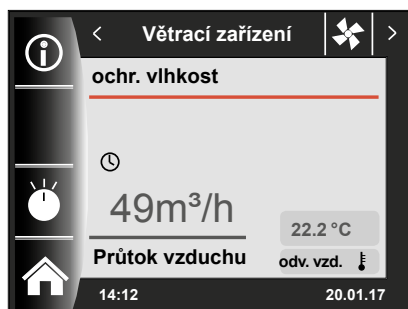 < Větrací zařízení >
ochr. vlhkost
49m³/h
22.2 °C
Průtok vzduchu
odv. vzd.
14:12 20.01.17